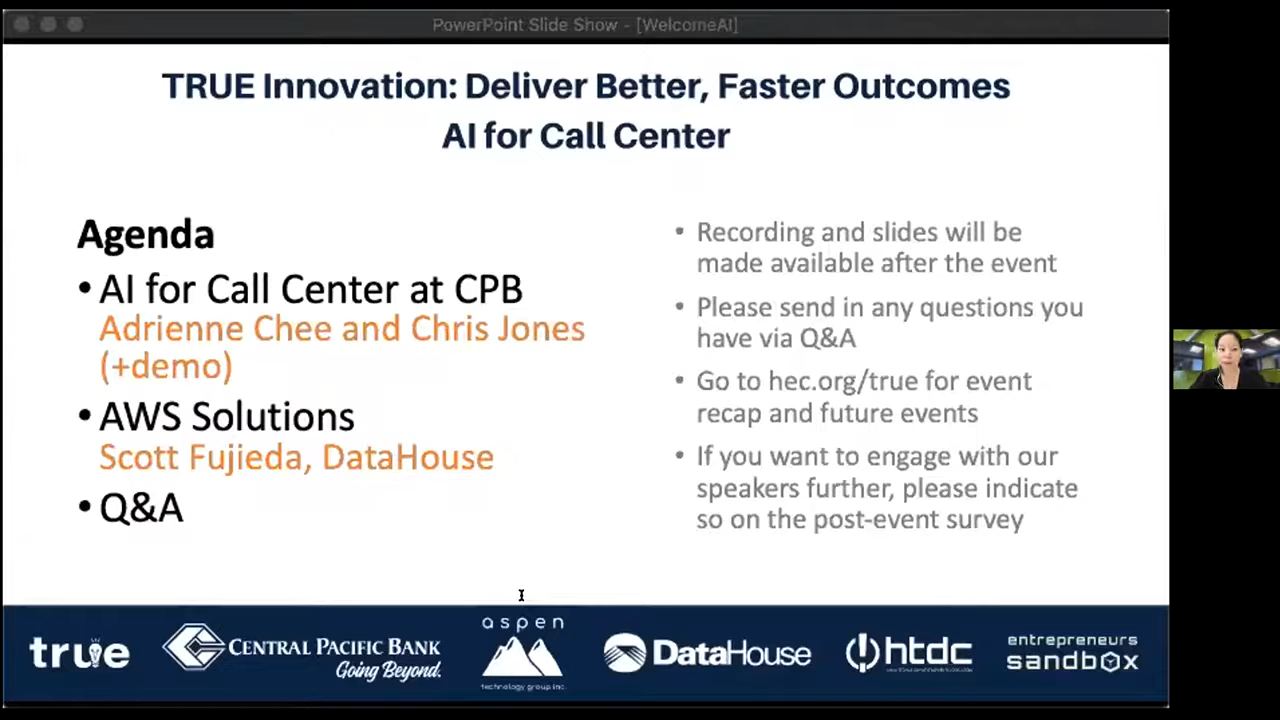 PowerPoint Slide Show - [WelcomeAI]
TRUE Innovation: Deliver Better, Faster Outcomes
AI for Call Center
Agenda
• AI for Call Center at CPB
Adrienne Chee and Chris Jones
(+demo)
• AWS Solutions
Scott Fujieda, DataHouse
• Q&A
• Recording and slides will be
made available after the event
• Please send in any questions you
have via Q&A
• Go to hec.org/true for event
recap and future events
• If you want to engage with our
speakers further, please indicate
so on the post-event survey
true
CENTRAL PACIFIC BANK
Going Beyond.
aspen
technology group inc.
DataHouse
htdc
entrepreneurs
sandbox